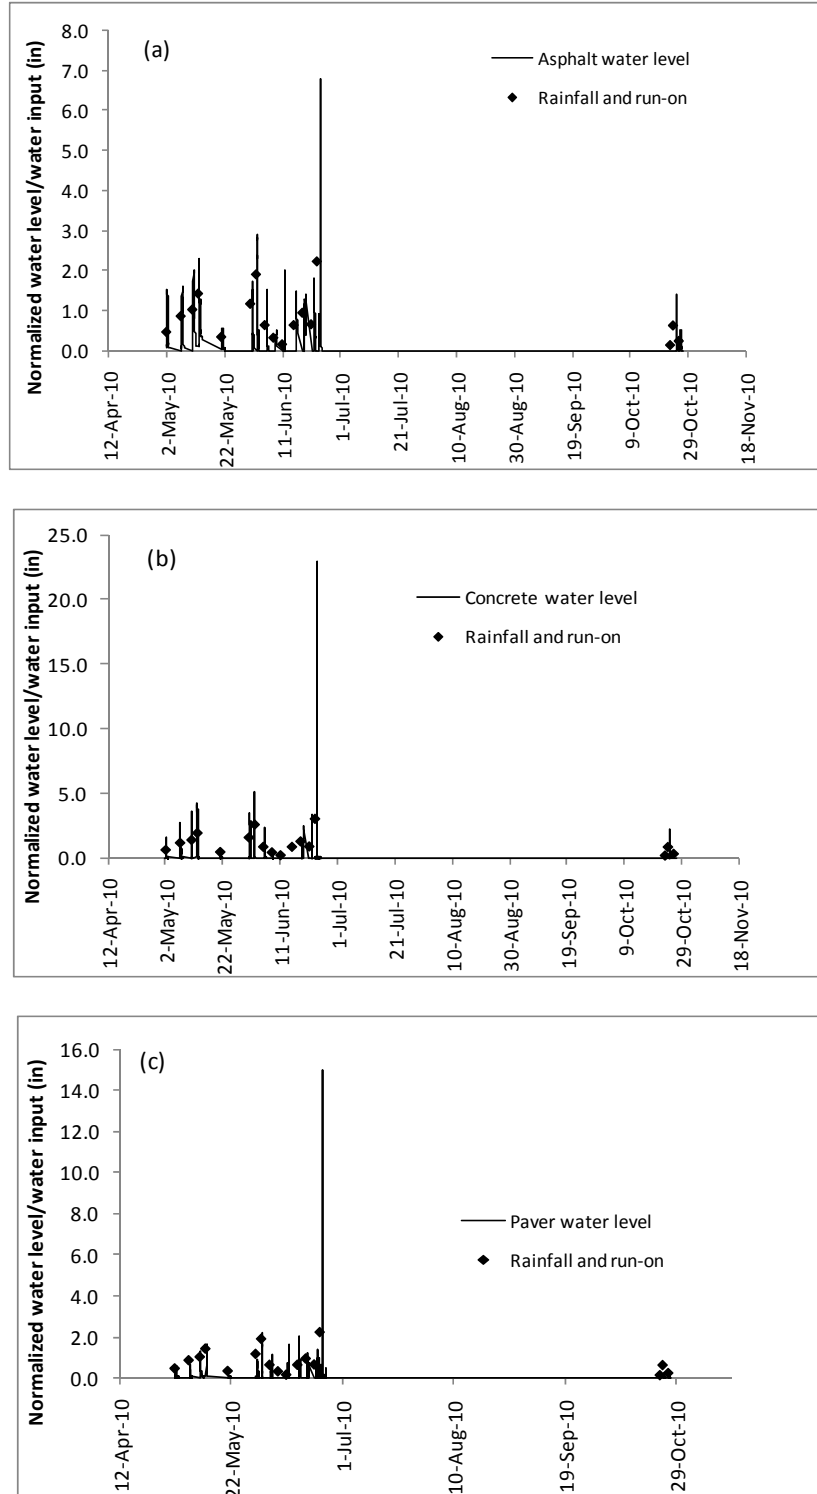 (a)
Normalized water level/water input (in)
8.0
7.0
6.0
5.0
4.0
3.0
2.0
1.0
0.0
Asphalt water level
Rainfall and run-on
12-Apr-10
2-May-10
22-May-10
11-Jun-10
1-Jul-10
21-Jul-10
10-Aug-10
30-Aug-10
19-Sep-10
9-Oct-10
29-Oct-10
18-Nov-10
(b)
Normalized water level/water input (in)
25.0
20.0
15.0
10.0
5.0
0.0
Concrete water level
Rainfall and run-on
12-Apr-10
2-May-10
22-May-10
11-Jun-10
1-Jul-10
21-Jul-10
10-Aug-10
30-Aug-10
19-Sep-10
9-Oct-10
29-Oct-10
18-Nov-10
(c)
Normalized water level/water input (in)
16.0
14.0
12.0
10.0
8.0
6.0
4.0
2.0
0.0
Paver water level
Rainfall and run-on
12-Apr-10
22-May-10
1-Jul-10
10-Aug-10
19-Sep-10
29-Oct-10